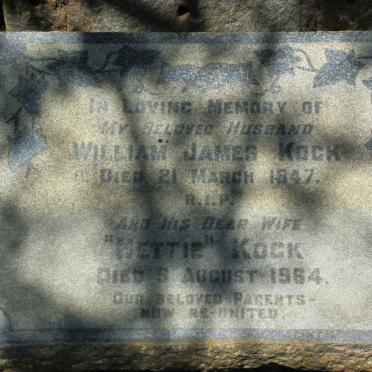 In Loving Memory of
My Beloved Husband
William James Kock
Died 21 March 1947.
R.I.P.
And His Dear Wife
"Hettie" Kock
Died 9 August 1964.
Our Beloved Parents-
Now Re-United.